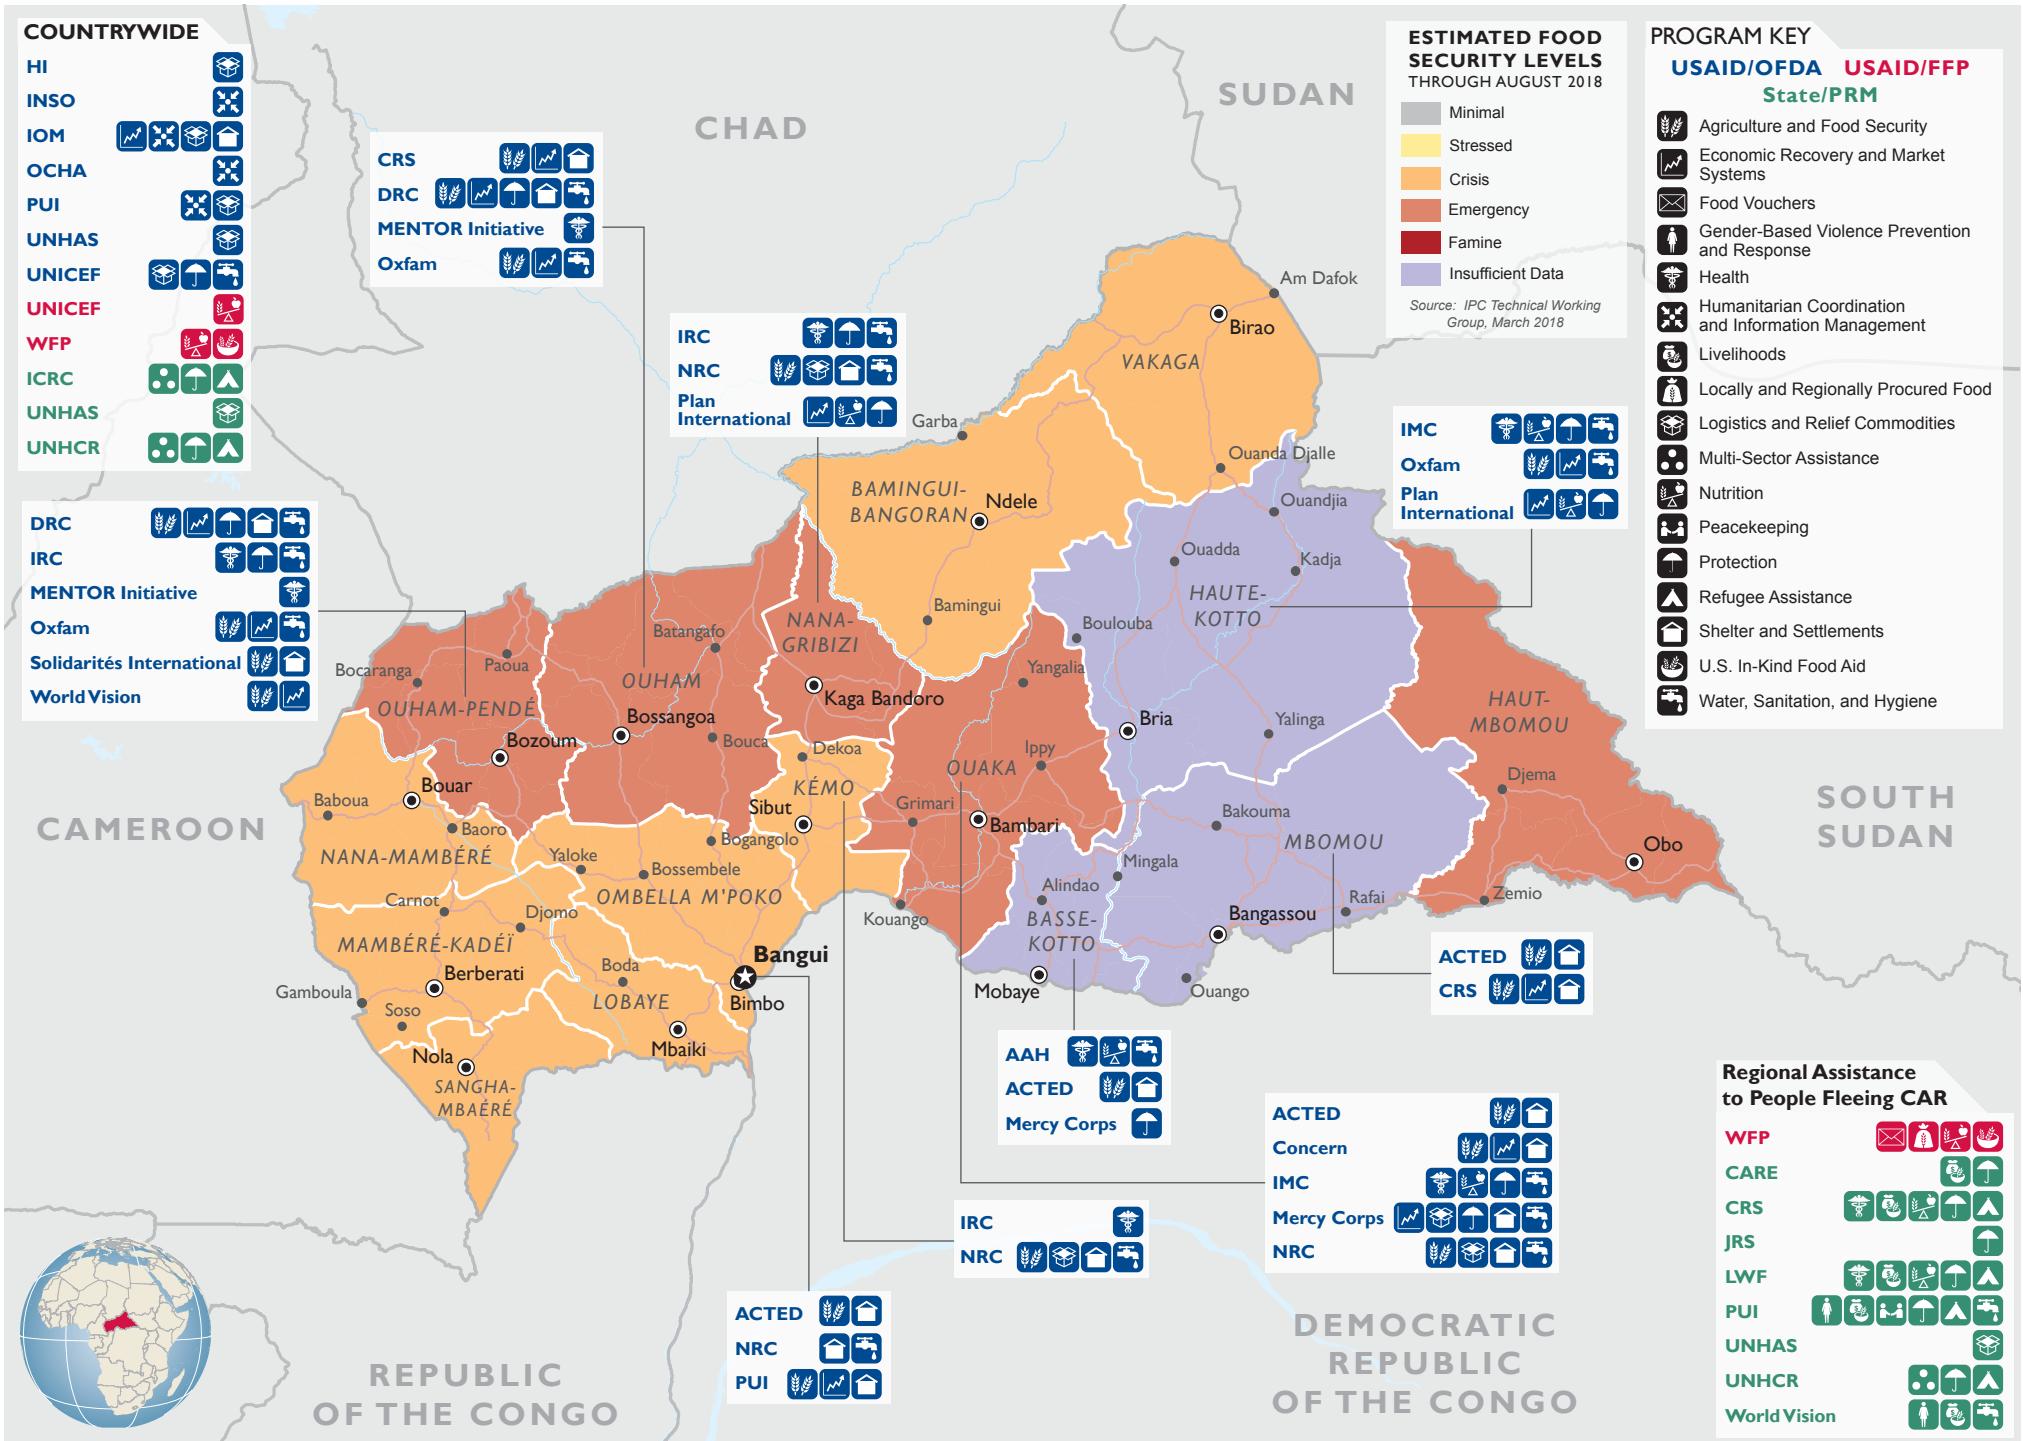 COUNTRYWIDE
HI
INSO
IOM
OCHA
PUI
UNHAS
UNICEF
UNICEF
WFP
ICRC
UNHAS
UNHCR
DRC
IRC
MENTOR Initiative
Oxfam
Solidarités International
World Vision
CRS
DRC
MENTOR Initiative
Oxfam
IRC
NRC
Plan
International
IMC
Oxfam
Plan
International
ACTED
CRS
AAH
ACTED
Mercy Corps
ACTED
Concern
IMC
Mercy Corps
NRC
IRC
NRC
ACTED
NRC
PUI
ESTIMATED FOOD
SECURITY LEVELS
THROUGH AUGUST 2018
Minimal
Stressed
Crisis
Emergency
Famine
Insufficient Data
Source: IPC Technical Working
Group, March 2018
PROGRAM KEY
USAID/OFDA USAID/FFP
State/PRM
Agriculture and Food Security
Economic Recovery and Market
Systems
Food Vouchers
Gender-Based Violence Prevention
and Response
Health
Humanitarian Coordination
and Information Management
Livelihoods
Locally and Regionally Procured Food
Logistics and Relief Commodities
Multi-Sector Assistance
Nutrition
Peacekeeping
Protection
Refugee Assistance
Shelter and Settlements
U.S. In-Kind Food Aid
Water, Sanitation, and Hygiene
Regional Assistance
to People Fleeing CAR
WFP
CARE
CRS
JRS
LWF
PUI
UNHAS
UNHCR
World Vision
CHAD
SUDAN
SOUTH
SUDAN
CAMEROON
REPUBLIC
OF THE CONGO
DEMOCRATIC
REPUBLIC
OF THE CONGO
Am Dafok
Birao
VAKAGA
Garba
Ouanda Djalle
BAMINGUI-
BANGORAN
Ndele
Ouandjia
Ouadda
Kadja
HAUTE-
KOTTO
Bamingui
Boulouba
NANA-
GRIBIZI
Batangafo
Paoua
Bocaranga
Yangalia
OUHAM
Kaga Bandoro
OUHAM-PENDÉ
Bossangoa
Bria
Yalinga
HAUT-
MBOMOU
Bozoum
Bouca
Dekoa
Ippy
OUAKA
Djema
Bouar
KÉMO
Baboua
Sibut
Grimari
Bambari
Bakouma
Baoro
Bogangolo
MBOMOU
Obo
NANA-MAMBÉRÉ
Yaloke
Bossembele
Mingala
OMBELLA M'POKO
Alindao
Carnot
Djomo
Kouango
BASSE-
KOTTO
Bangassou
Rafai
Zemio
MAMBÉRÉ-KADÉÏ
Bangui
Berberati
Boda
Gamboula
LOBAYE
Bimbo
Mobaye
Ouango
Soso
Mbaiki
Nola
SANGHA-
MBAÉRÉ